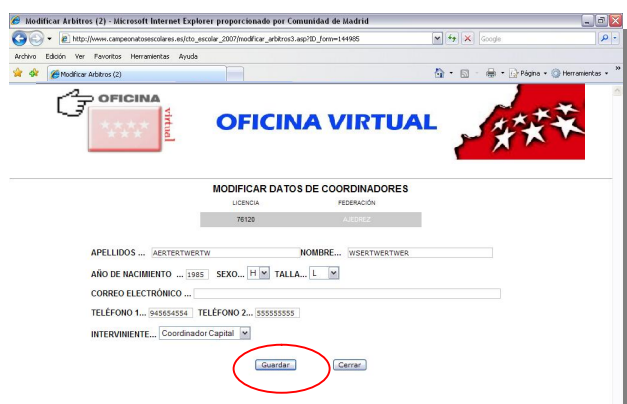 Modificar Arbitros (2) - Microsoft Internet Explorer proporcionado por Comunidad de Madrid
http://www.campeonatosescolares.es/cto_escolar_2007/modificar_arbitros3.asp?ID_form=144985
Google
Archivo Edición Ver Favoritos Herramientas Ayuda
Modificar Arbitros (2)
Página Herramientas
OFICINA
virtual
OFICINA VIRTUAL
MODIFICAR DATOS DE COORDINADORES
LICENCIA FEDERACIÓN
76120 AJEDREZ
APELLIDOS ... AERTERTWERTW NOMBRE... WSERTWERTWER
AÑO DE NACIMIENTO ... 1985 SEXO... H TALLA... L
CORREO ELECTRÓNICO ...
TELÉFONO 1... 945654554 TELÉFONO 2... 555555555
INTERVINIENTE... Coordinador Capital
Guardar Cerrar